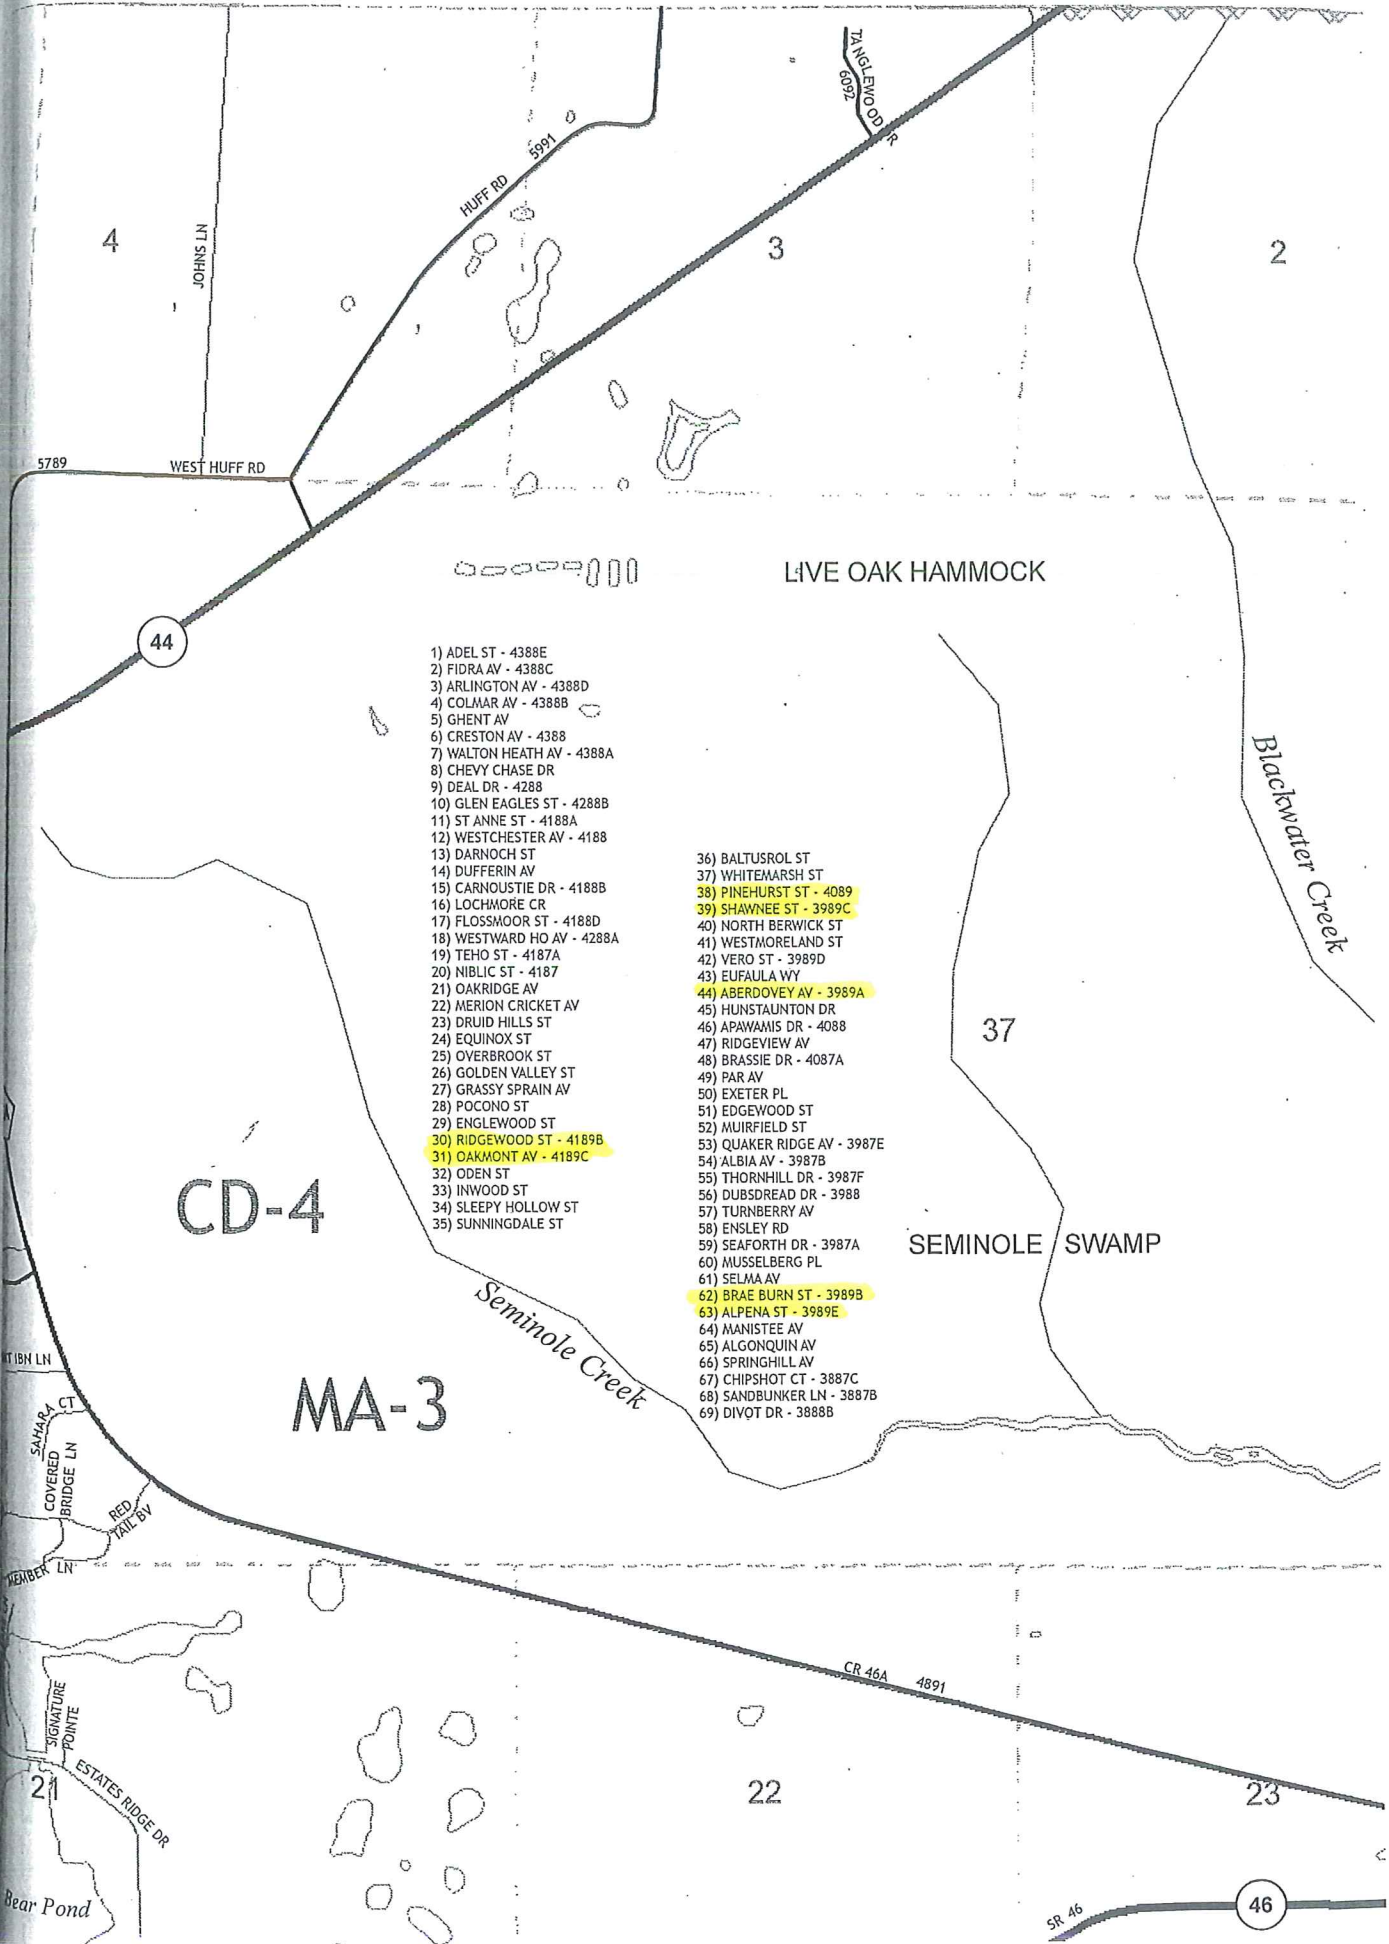 TANGLEWOOD DR
6092
5991
HUFF RD
4
JOHNS LN
3
2
5789
WEST HUFF RD
LIVE OAK HAMMOCK
44
1) ADEL ST - 4388E
2) FIDRA AV - 4388C
3) ARLINGTON AV - 4388D
4) COLMAR AV - 4388B
5) GHENT AV
6) CRESTON AV - 4388
7) WALTON HEATH AV - 4388A
8) CHEVY CHASE DR
9) DEAL DR - 4288
10) GLEN EAGLES ST - 4288B
11) ST ANNE ST - 4188A
12) WESTCHESTER AV - 4188
13) DARNOCH ST
14) DUFFERIN AV
15) CARNOUSTIE DR - 4188B
16) LOCHMORE CR
17) FLOSSMOOR ST - 4188D
18) WESTWARD HO AV - 4288A
19) TEHO ST - 4187A
20) NIBLIC ST - 4187
21) OAKRIDGE AV
22) MERION CRICKET AV
23) DRUID HILLS ST
24) EQUINOX ST
25) OVERBROOK ST
26) GOLDEN VALLEY ST
27) GRASSY SPRAIN AV
28) POCONO ST
29) ENGLEWOOD ST
30) RIDGEWOOD ST - 4189B
31) OAKMONT AV - 4189C
32) ODEN ST
33) INWOOD ST
34) SLEEPY HOLLOW ST
35) SUNNINGDALE ST
36) BALTUSROL ST
37) WHITEMARSH ST
38) PINEHURST ST - 4089
39) SHAWNEE ST - 3989C
40) NORTH BERWICK ST
41) WESTMORELAND ST
42) VERO ST - 3989D
43) EUFAULA WY
44) ABERDOVEY AV - 3989A
45) HUNSTAUNTON DR
46) APAWAMIS DR - 4088
47) RIDGEVIEW AV
48) BRASSIE DR - 4087A
49) PAR AV
50) EXETER PL
51) EDGEWOOD ST
52) MUIRFIELD ST
53) QUAKER RIDGE AV - 3987E
54) ALBIA AV - 3987B
55) THORNHILL DR - 3987F
56) DUBSDREAD DR - 3988
57) TURNBERRY AV
58) ENSLEY RD
59) SEAFORTH DR - 3987A
60) MUSSELBERG PL
61) SELMA AV
62) BRAE BURN ST - 3989B
63) ALPENA ST - 3989E
64) MANISTEE AV
65) ALGONQUIN AV
66) SPRINGHILL AV
67) CHIPSHOT CT - 3887C
68) SANDBUNKER LN - 3887B
69) DIVOT DR - 3888B
Blackwater Creek
37
CD-4
SEMINOLE SWAMP
Seminole Creek
MA-3
IBN LN
SAHARA CT
COVERED
BRIDGE LN
RED
TAIL BV
MEMBER LN
CR 46A
4891
SIGNATURE
POINTE
21
ESTATES RIDGE DR
22
23
Bear Pond
SR 46
46